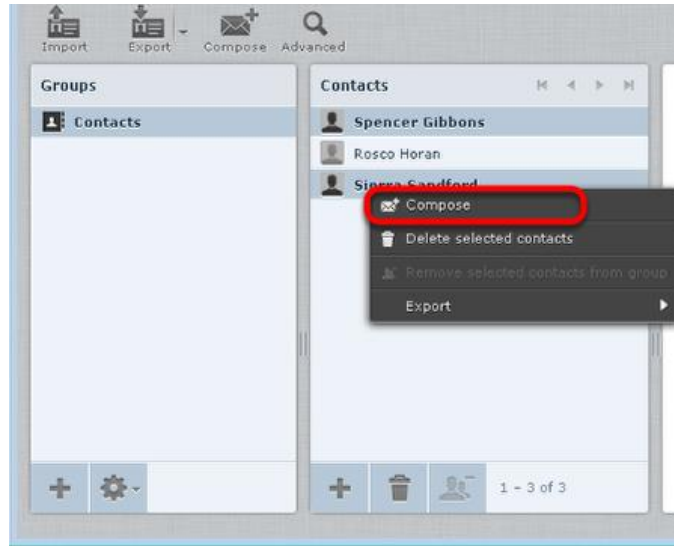 Import Export Compose Advanced
Groups
Contacts
Contacts
Spencer Gibbons
Rosco Horan
Sierra Sandford
Compose
Delete selected contacts
Remove selected contacts from group
Export
1 – 3 of 3